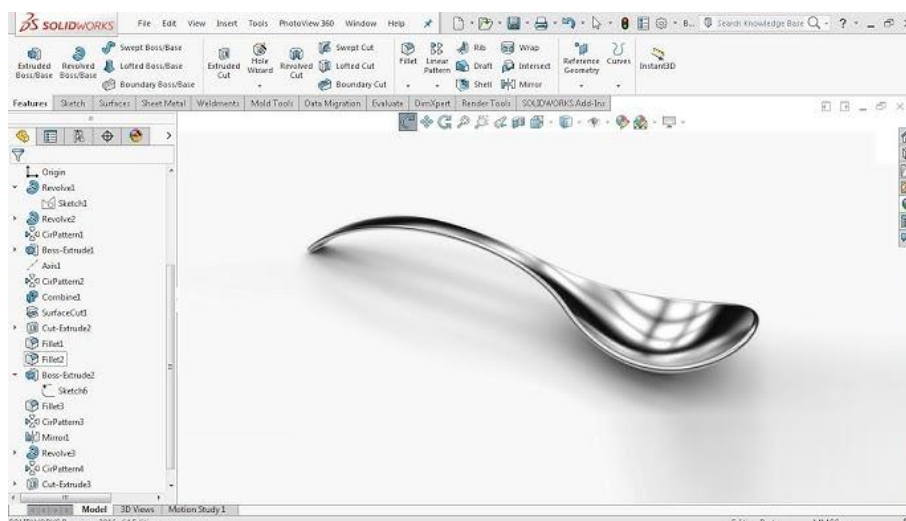 SOLIDWORKS File Edit View Insert Tools PhotoView 360 Window Help B... Search Knowledge Base ?
Extruded Boss/Base
Revolved Boss/Base
Swept Boss/Base
Lofted Boss/Base
Boundary Boss/Base
Extruded Cut
Hole Wizard
Revolved Cut
Swept Cut
Lofted Cut
Boundary Cut
Fillet
Linear Pattern
Rib
Draft
Shell
Wrap
Intersect
Mirror
Reference Geometry
Curves
Instant3D
Features Sketch Surfaces Sheet Metal Weldments Mold Tools Data Migration Evaluate DimXpert Render Tools SOLIDWORKS Add-Ins
Origin
Revolve1
Sketch1
Revolve2
CirPattern1
Boss-Extrude1
Axis1
CirPattern2
Combine1
SurfaceCut1
Cut-Extrude2
Fillet1
Fillet2
Boss-Extrude2
Sketch6
Fillet3
CirPattern3
Mirror1
Revolve3
CirPattern4
Cut-Extrude3
Model 3D Views Motion Study 1